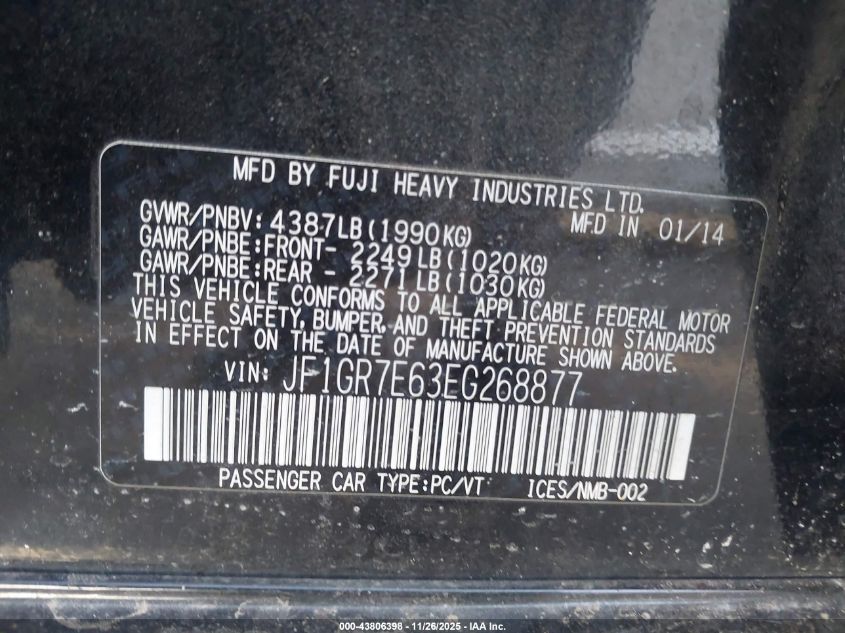 MFD BY FUJI HEAVY INDUSTRIES LTD.
GVWR/PNBV: 4387LB(1990KG) MFD IN 01/14
GAWR/PNBE:FRONT- 2249LB(1020KG)
GAWR/PNBE:REAR - 2271LB(1030KG)
THIS VEHICLE CONFORMS TO ALL APPLICABLE FEDERAL MOTOR
VEHICLE SAFETY, BUMPER, AND THEFT PREVENTION STANDARDS
IN EFFECT ON THE DATE OF MANUFACTURE SHOWN ABOVE.
VIN: JF1GR7E63EG268877
PASSENGER CAR TYPE:PC/VT ICES/NMB-002
000-43806398 - 11/26/2025 - IAA Inc.